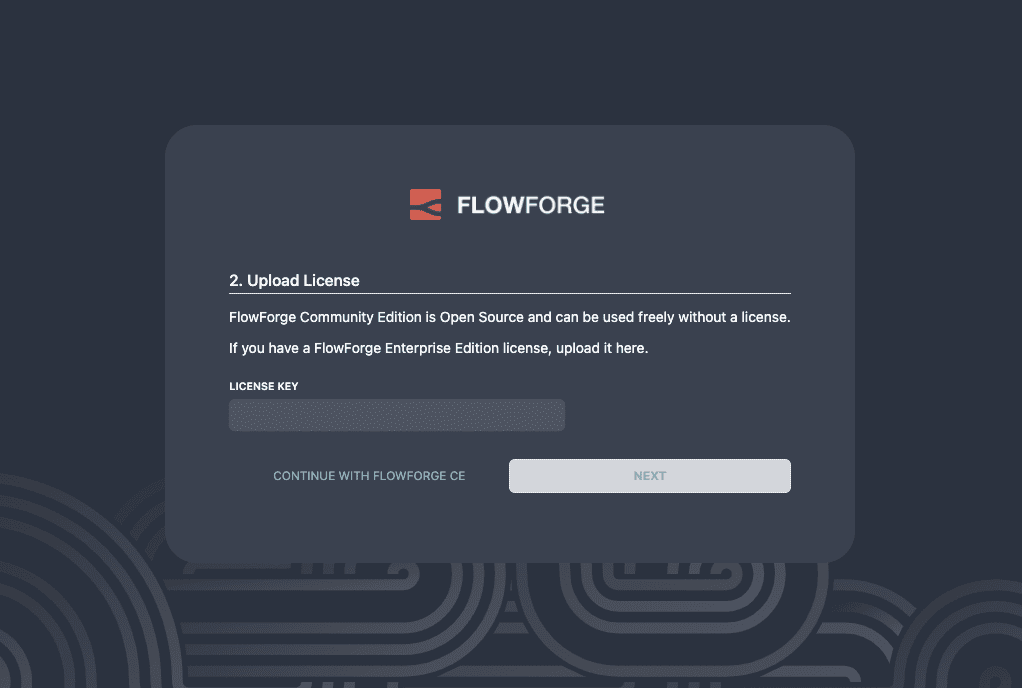 FLOWFORGE
2. Upload License
FlowForge Community Edition is Open Source and can be used freely without a license.
If you have a FlowForge Enterprise Edition license, upload it here.
LICENSE KEY
CONTINUE WITH FLOWFORGE CE
NEXT